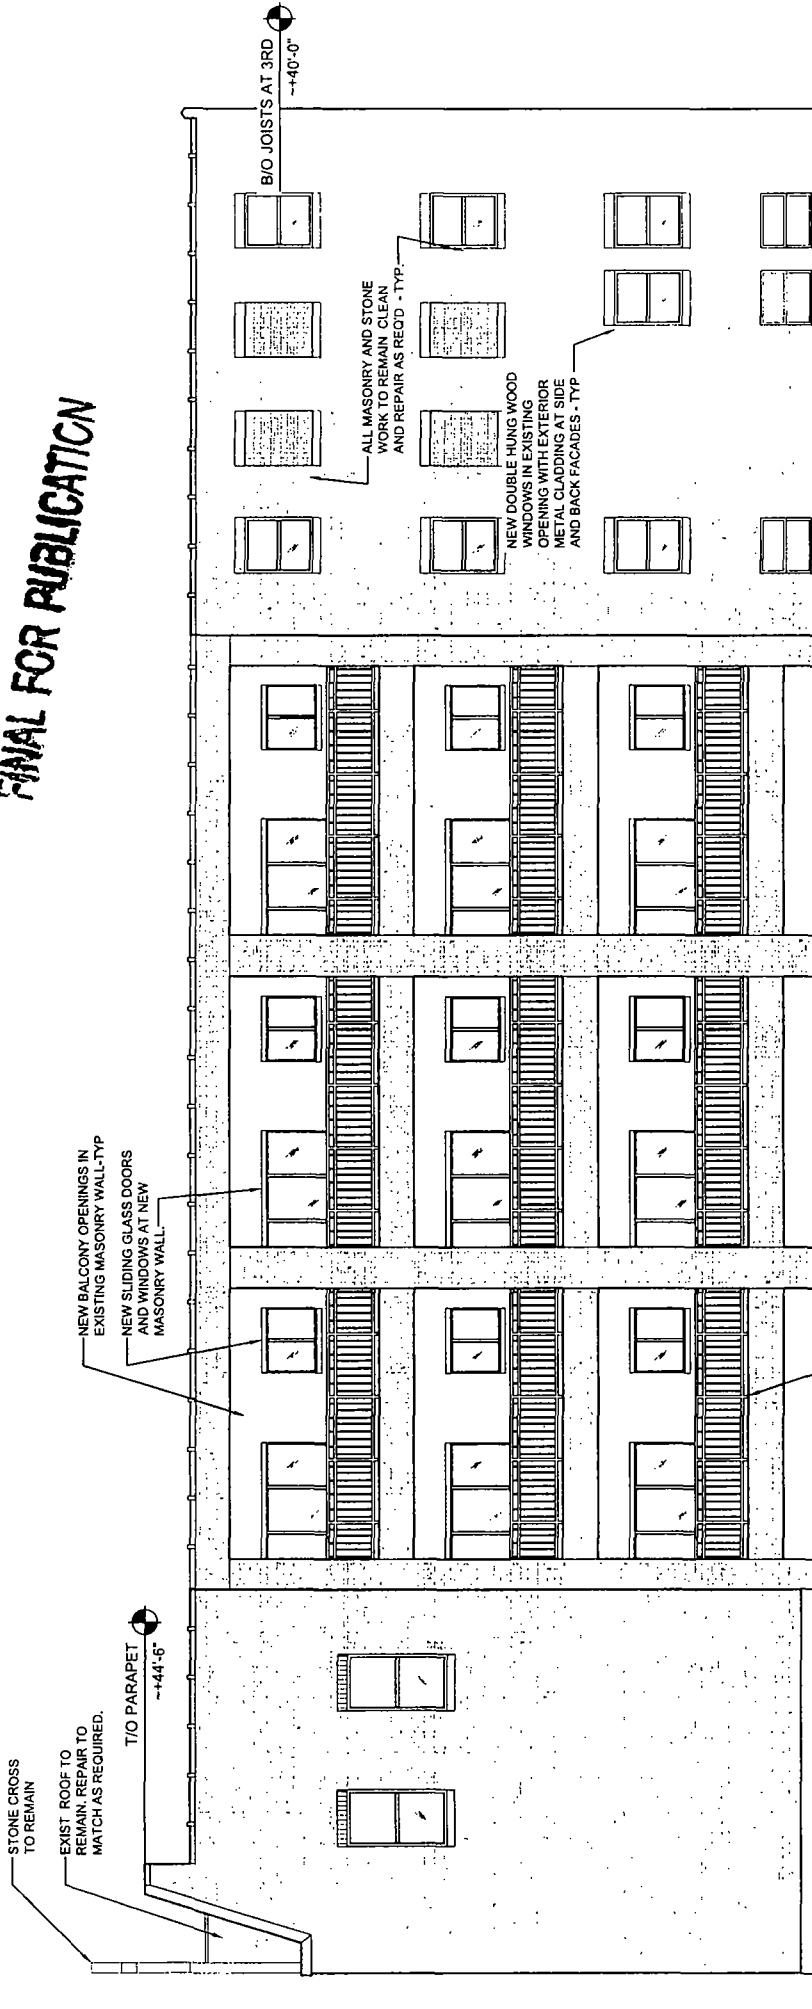 FINAL FOR PUBLICATION
STONE CROSS
TO REMAIN
EXIST ROOF TO
REMAIN. REPAIR TO
MATCH AS REQUIRED.
T/O PARAPET
~+44'-6"
NEW BALCONY OPENINGS IN
EXISTING MASONRY WALL-TYP
NEW SLIDING GLASS DOORS
AND WINDOWS AT NEW
MASONRY WALL.
B/O JOISTS AT 3RD
~+40'-0"
ALL MASONRY AND STONE
WORK TO REMAIN CLEAN
AND REPAIR AS REQ'D - TYP.
NEW DOUBLE HUNG WOOD
WINDOWS IN EXISTING
OPENING WITH EXTERIOR
METAL CLADDING AT SIDE
AND BACK FACADES - TYP